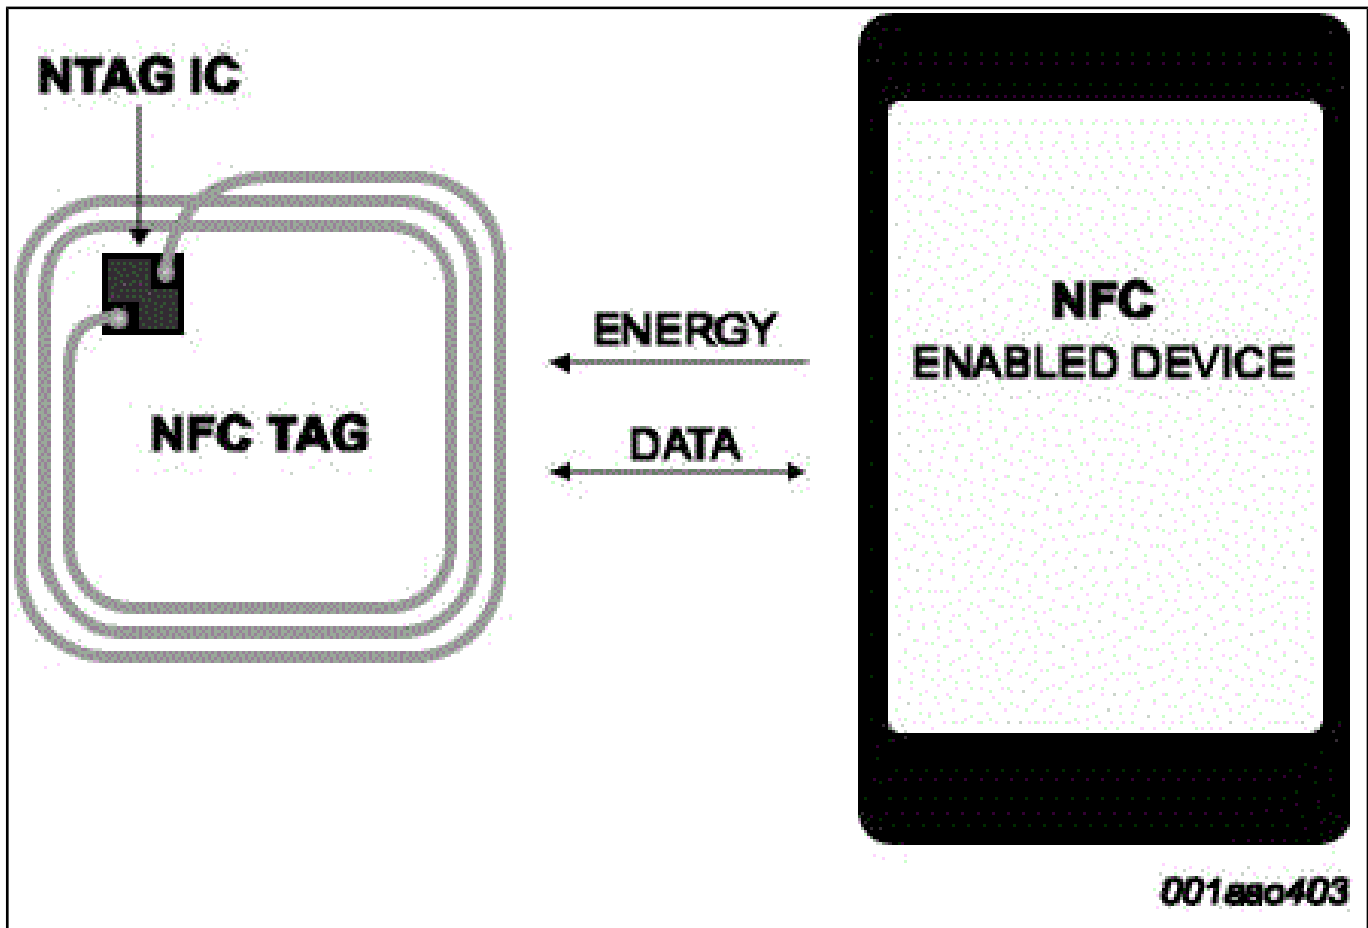 NTAG IC
NFC TAG
ENERGY
DATA
NFC
ENABLED DEVICE
001aao403